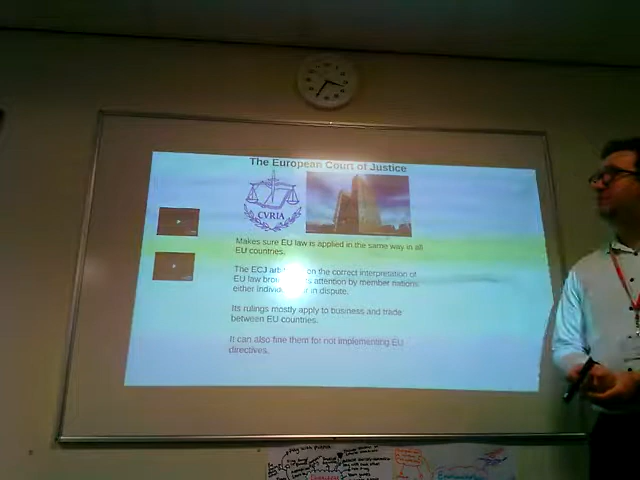 The European Court of Justice
CVRIA
Makes sure EU law is applied in the same way in all
EU countries.
The ECJ on the correct interpretation of
EU law attention by member nations
either in dispute.
Its rulings mostly apply to business and trade
between EU countries.
It can also fine them for not implementing EU
directives.